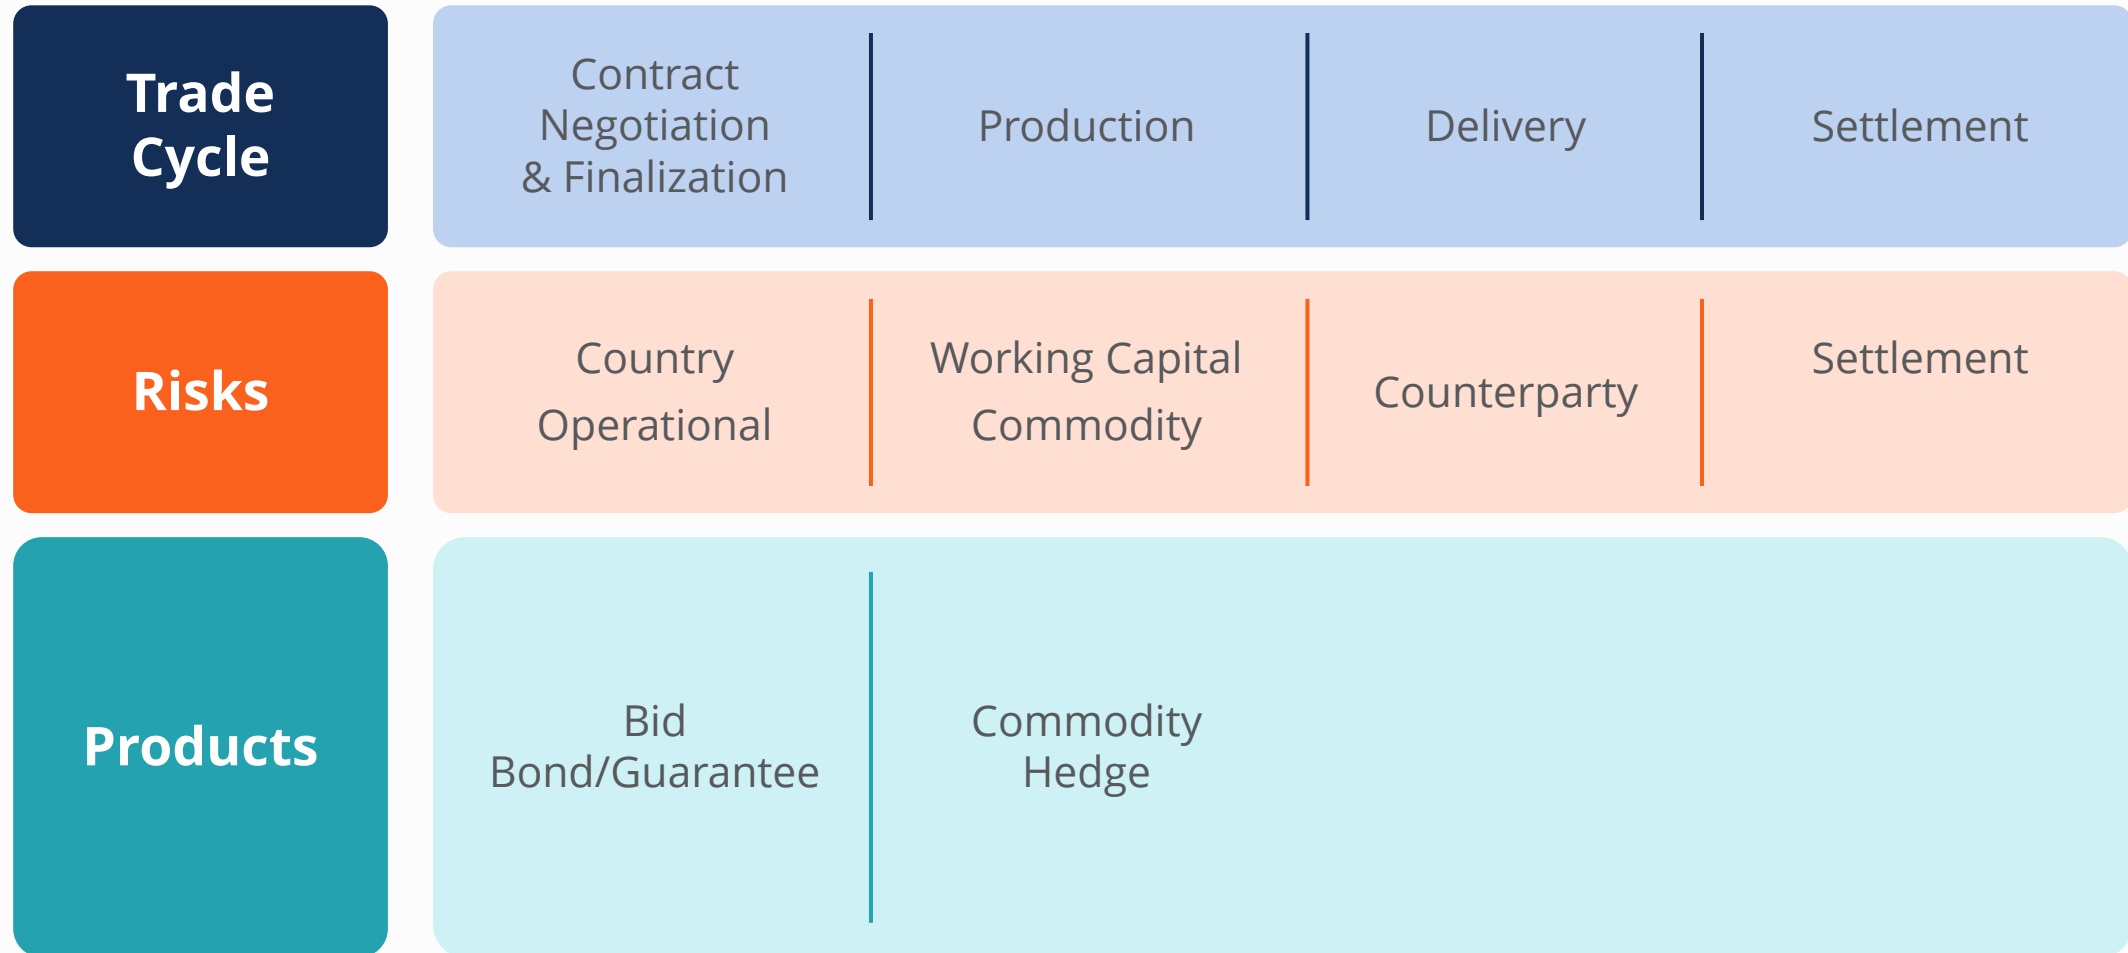 Trade
Cycle
Contract
Negotiation
& Finalization
Production
Delivery
Settlement
Risks
Country
Operational
Working Capital
Commodity
Counterparty
Settlement
Products
Bid
Bond/Guarantee
Commodity
Hedge